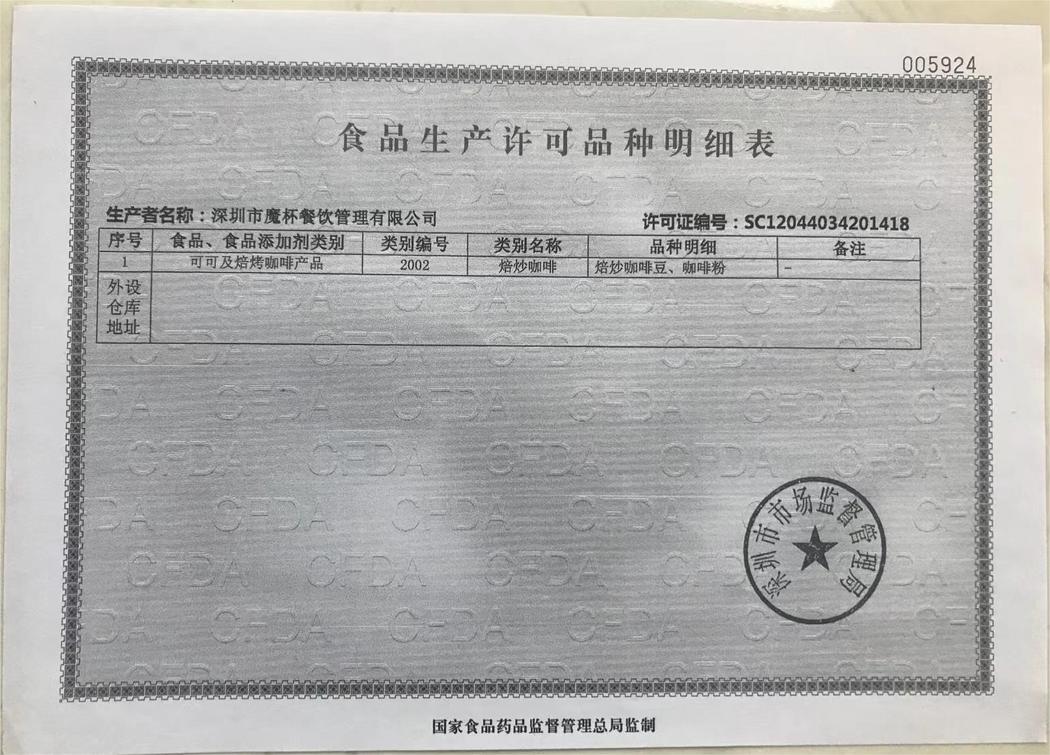 005924
食品生产许可品种明细表
生产者名称：深圳市魔杯餐饮管理有限公司 许可证编号：SC12044034201418
序号 食品、食品添加剂类别 类别编号 类别名称 品种明细 备注
1 可可及焙烤咖啡产品 2002 焙炒咖啡 焙炒咖啡豆、咖啡粉 –
外设
仓库
地址
深圳市市场监督管理局
国家食品药品监督管理总局监制